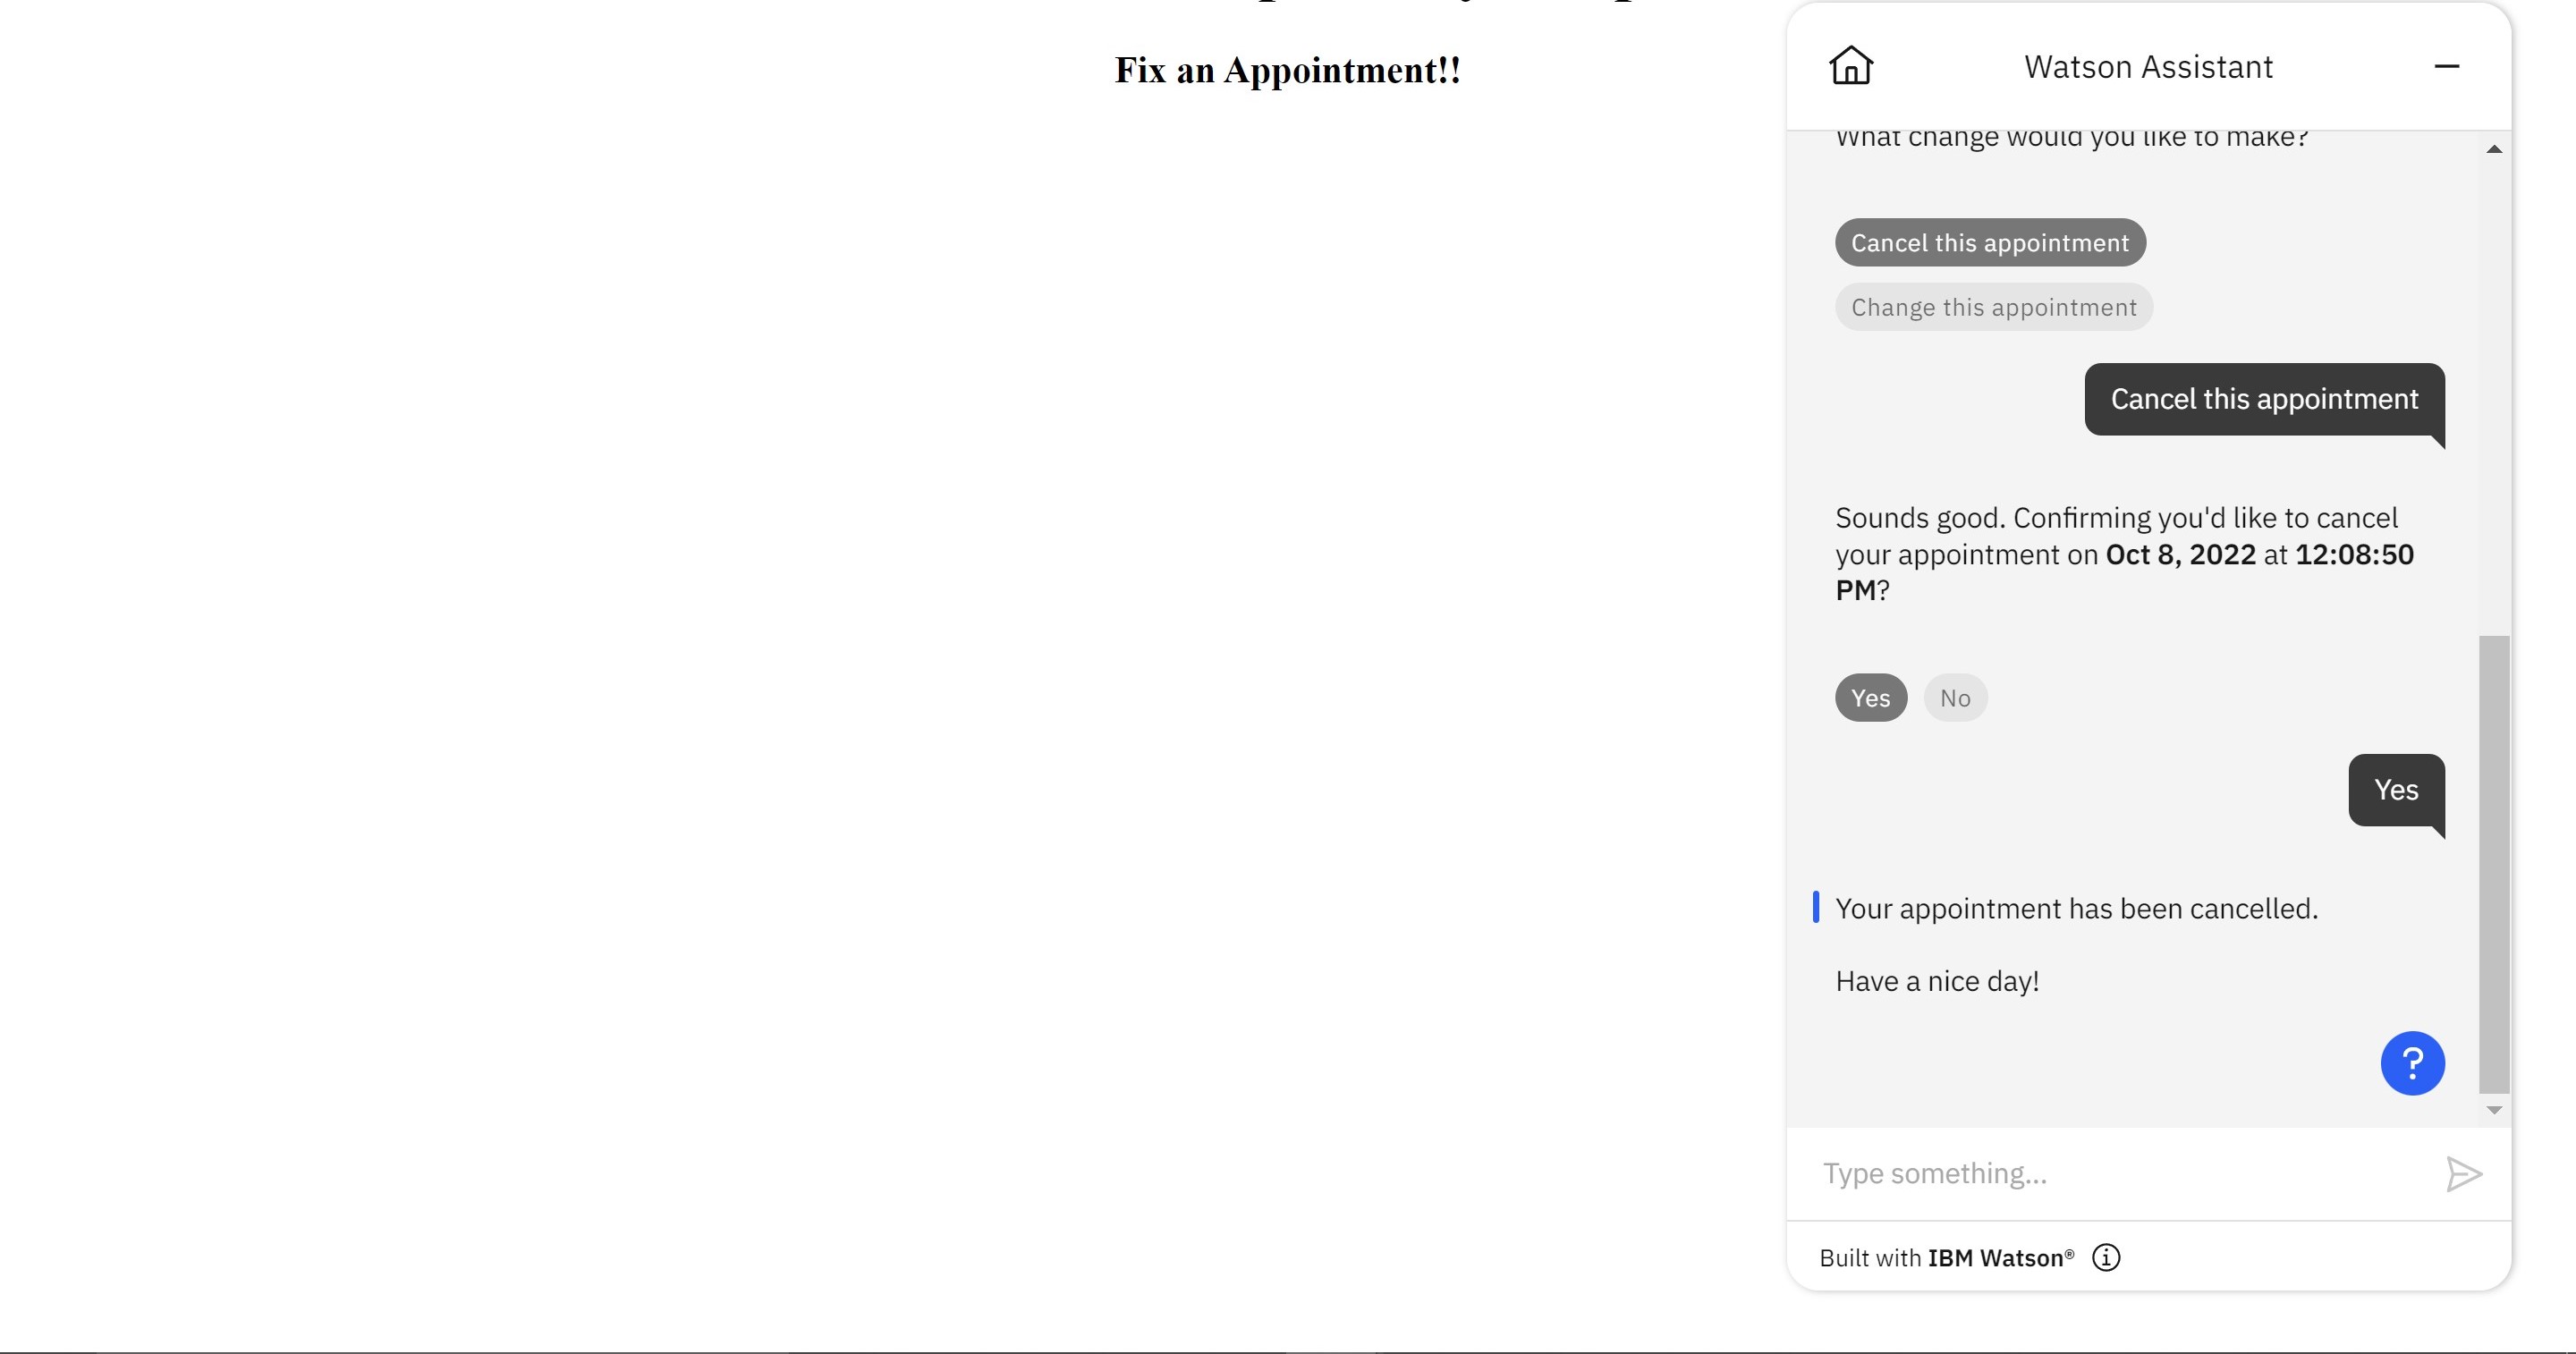 Fix an Appointment!!
Watson Assistant
What change would you like to make?
Cancel this appointment
Change this appointment
Cancel this appointment
Sounds good. Confirming you'd like to cancel
your appointment on Oct 8, 2022 at 12:08:50
PM?
Yes
No
Yes
Your appointment has been cancelled.
Have a nice day!
?
Type something...
Built with IBM Watson®